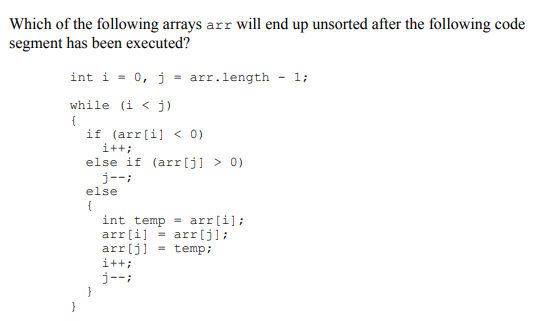 Which of the following arrays arr will end up unsorted after the following code
segment has been executed?
int i = 0, j = arr.length - 1;
while (i < j)
{
if (arr[i] < 0)
i++;
else if (arr[j] > 0)
j--;
else
{
int temp = arr[i];
arr[i] = arr[j];
arr[j] = temp;
i++;
j--;
}
}